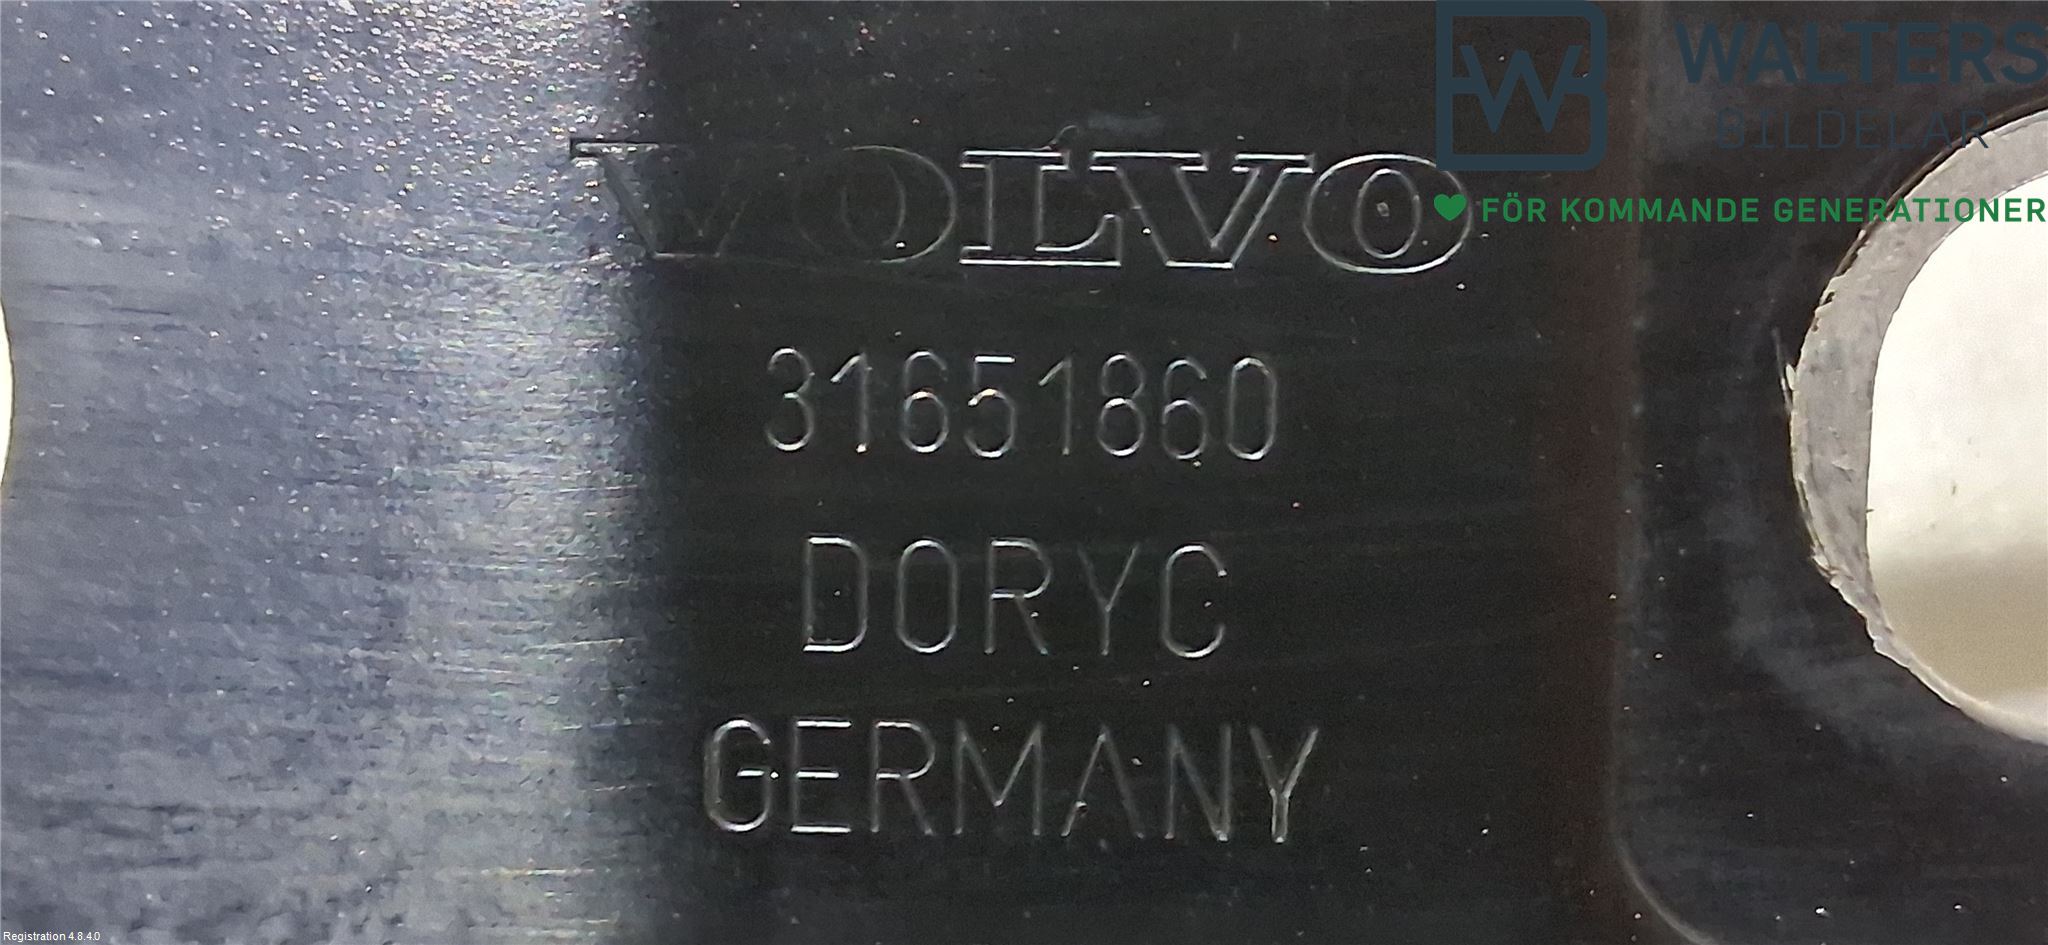 WALTERS
BILDELAR
FÖR KOMMANDE GENERATIONER
VOLVO
31651860
DORYC
GERMANY
Registration 4.8.4.0